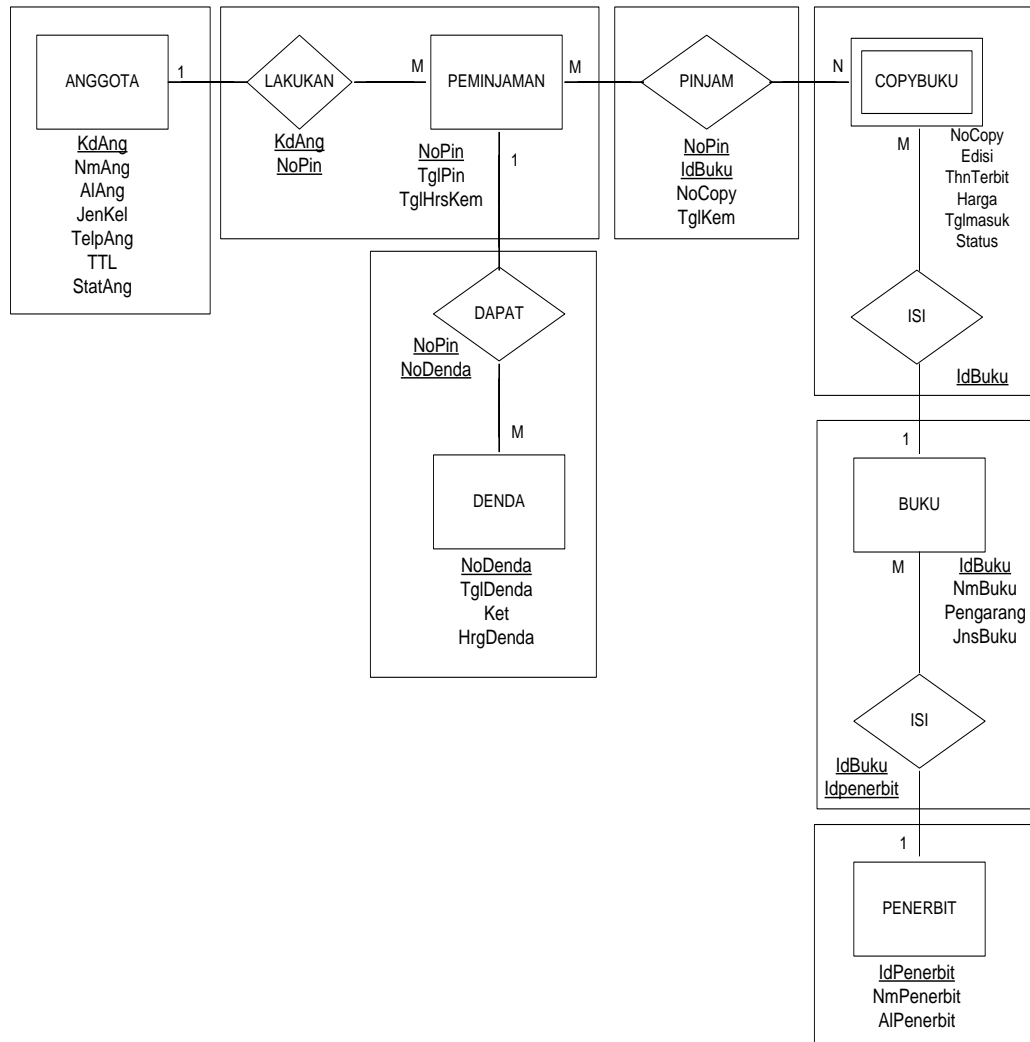 ANGGOTA
1
KdAng
NmAng
AlAng
JenKel
TelpAng
TTL
StatAng
LAKUKAN
KdAng
NoPin
M
PEMINJAMAN
M
NoPin
TglPin
TglHrsKem
1
PINJAM
NoPin
IdBuku
NoCopy
TglKem
N
COPYBUKU
M
NoCopy
Edisi
ThnTerbit
Harga
Tglmasuk
Status
ISI
IdBuku
DAPAT
NoPin
NoDenda
M
DENDA
NoDenda
TglDenda
Ket
HrgDenda
1
BUKU
M
IdBuku
NmBuku
Pengarang
JnsBuku
ISI
IdBuku
Idpenerbit
1
PENERBIT
IdPenerbit
NmPenerbit
AlPenerbit